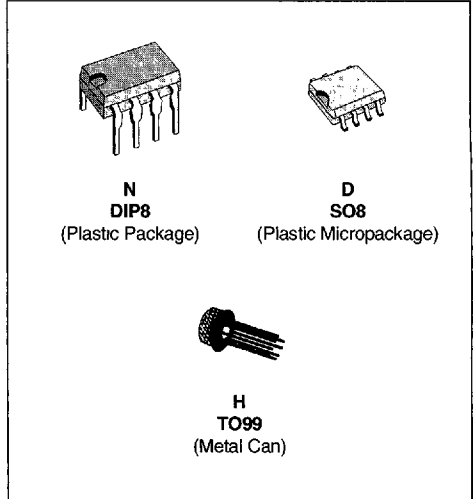 N
DIP8
(Plastic Package)
D
SO8
(Plastic Micropackage)
H
TO99
(Metal Can)